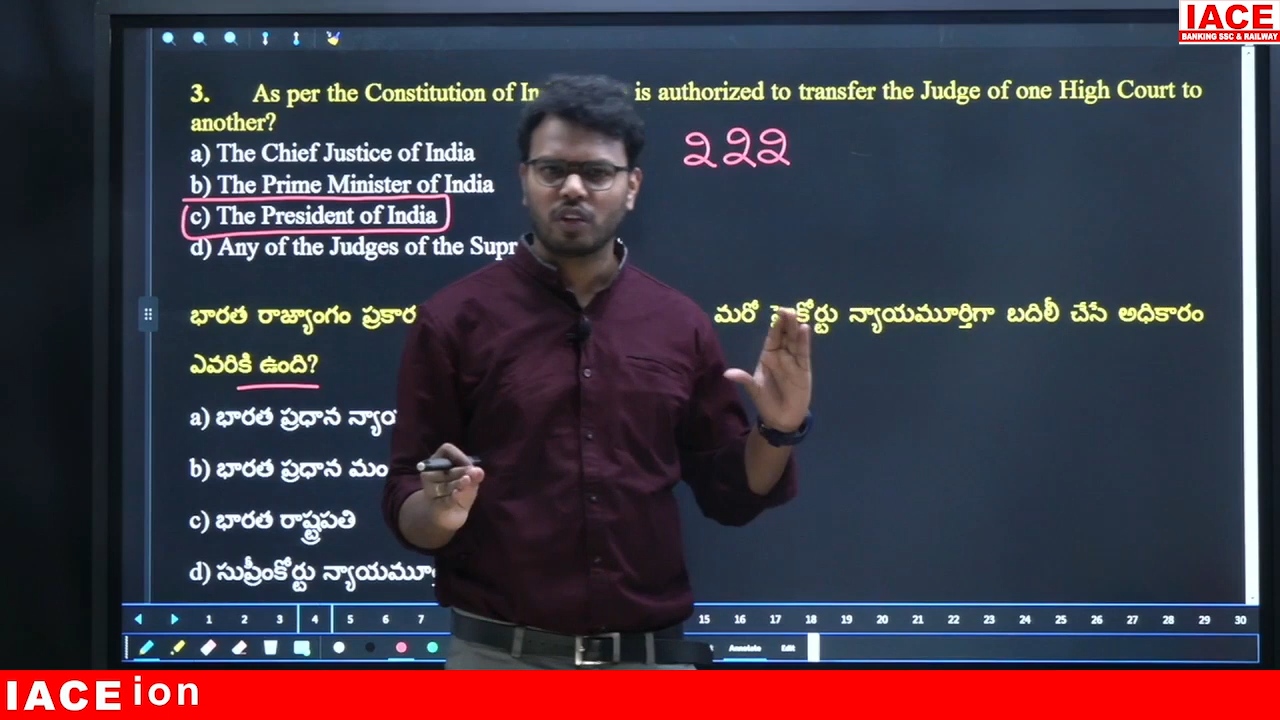 IACE
BANKING SSC & RAILWAY
3. As per the Constitution of is authorized to transfer the Judge of one High Court to
another?
222
a) The Chief Justice of India
b) The Prime Minister of India
c) The President of India
d) Any of the Judges of the
భారత రాజ్యాంగం మరో న్యాయమూర్తిగా బదిలీ చేసే అధికారం
ఎవరికి ఉంది?
a) భారత ప్రధాన
b) భారత ప్రధాన
c) భారత రాష్ట్రపతి
d) సుప్రీంకోర్టు
1 2 3 4 5 6 7 15 16 17 18 19 20 21 22 23 24 25 26 27 28 29 30
Annotate Edit
IACE ion